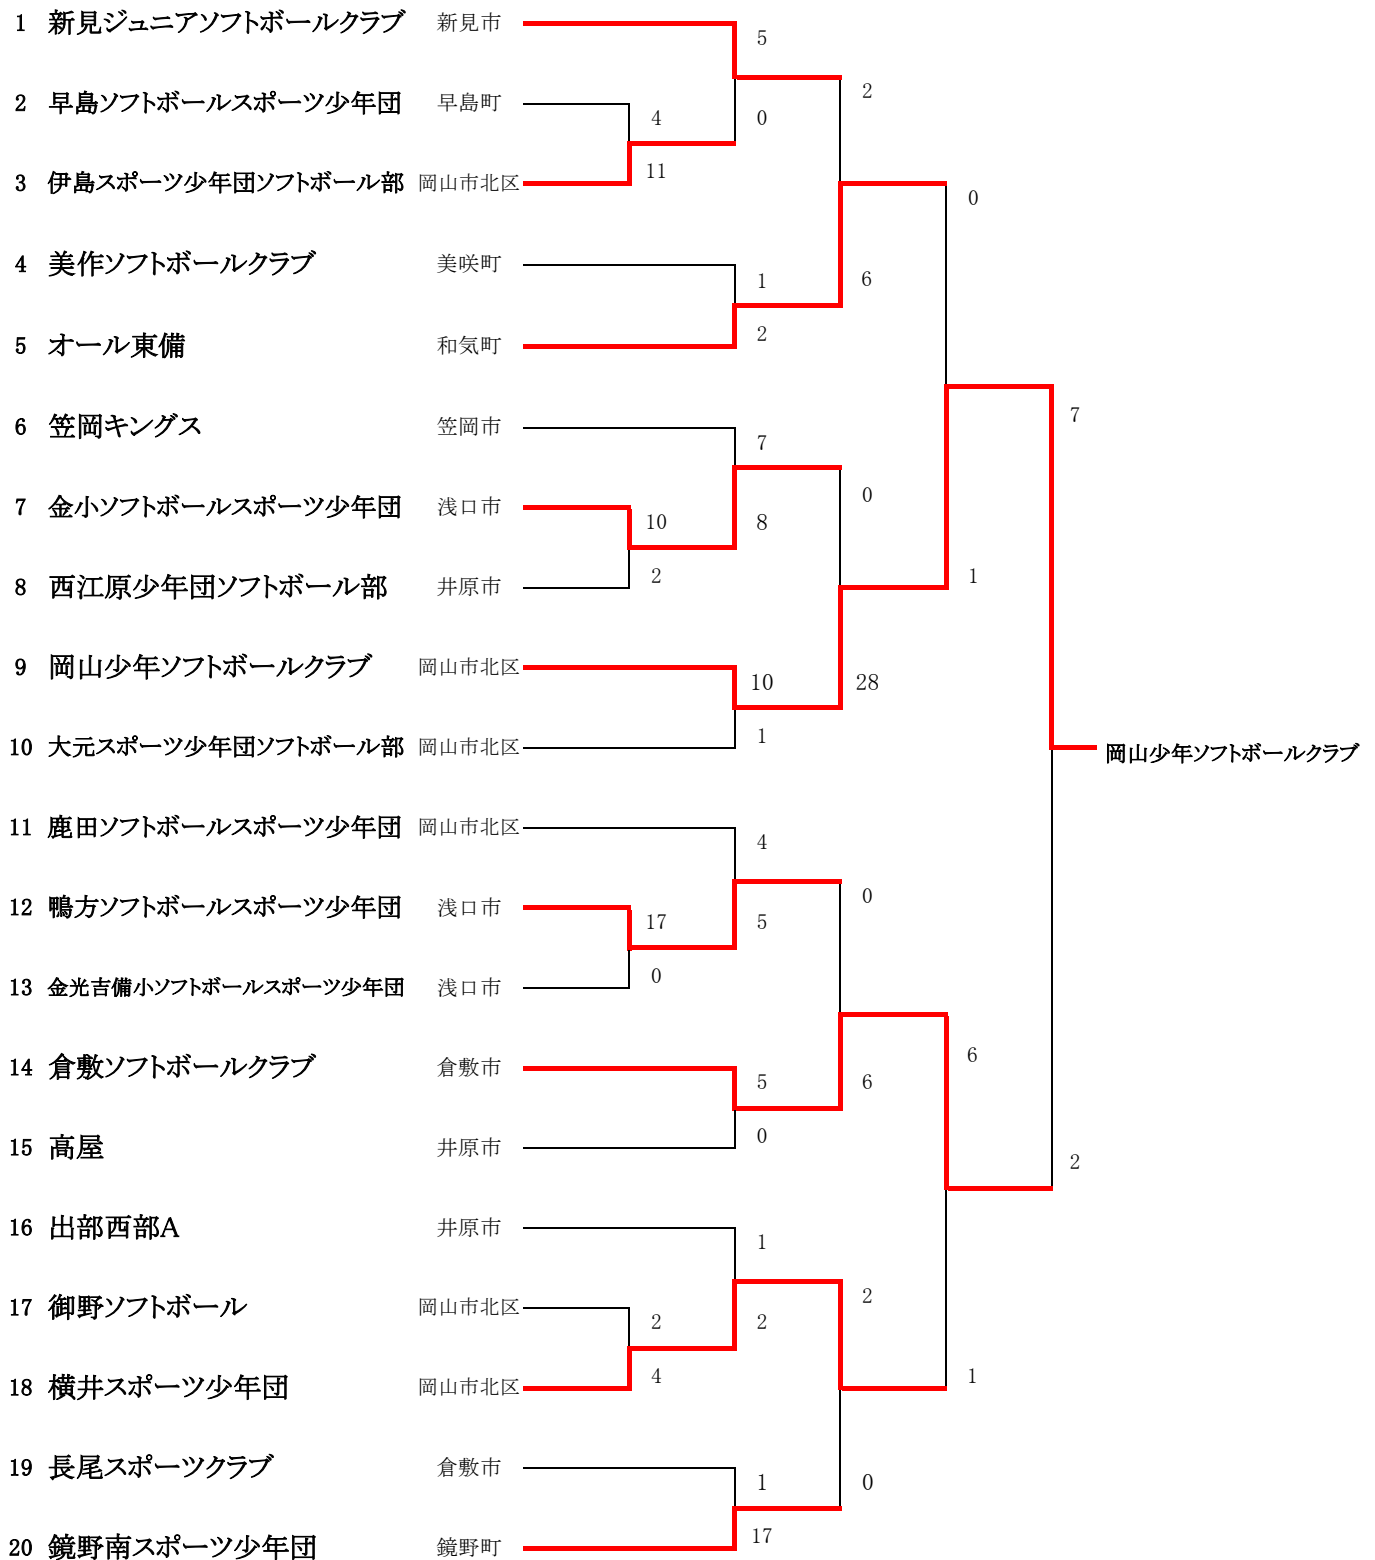 1 新見ジュニアソフトボールクラブ 新見市
5
2
2 早島ソフトボールスポーツ少年団 早島町
4
0
11
3 伊島スポーツ少年団ソフトボール部 岡山市北区
0
4 美作ソフトボールクラブ 美咲町
1
6
2
5 オール東備 和気町
7
6 笠岡キングス 笠岡市
7
0
7 金小ソフトボールスポーツ少年団 浅口市
10
8
2
1
8 西江原少年団ソフトボール部 井原市
9 岡山少年ソフトボールクラブ 岡山市北区
10
28
1
10 大元スポーツ少年団ソフトボール部 岡山市北区
岡山少年ソフトボールクラブ
11 鹿田ソフトボールスポーツ少年団 岡山市北区
4
0
12 鴨方ソフトボールスポーツ少年団 浅口市
17
5
0
13 金光吉備小ソフトボールスポーツ少年団 浅口市
6
14 倉敷ソフトボールクラブ 倉敷市
5
6
0
15 高屋 井原市
2
16 出部西部A 井原市
1
2
17 御野ソフトボール 岡山市北区
2
2
4
1
18 横井スポーツ少年団 岡山市北区
19 長尾スポーツクラブ 倉敷市
1
0
17
20 鏡野南スポーツ少年団 鏡野町